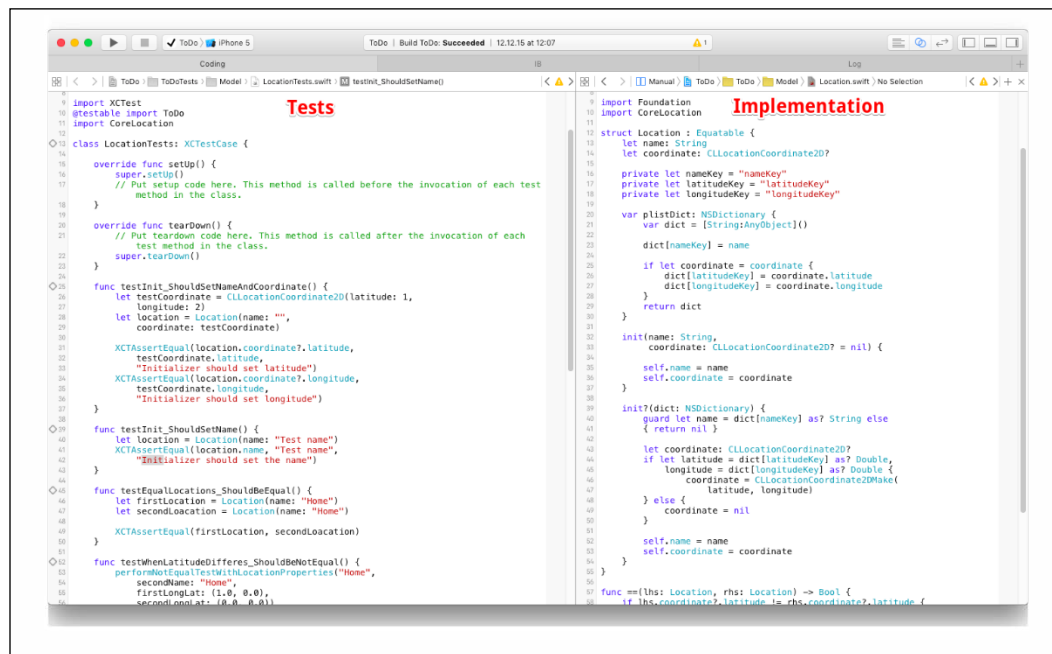 ToDo iPhone 5
ToDo | Build ToDo: Succeeded | 12.12.15 at 12:07
1
Coding
IB
Log
ToDo ToDoTests Model LocationTests.swift testInit_ShouldSetName()
Manual ToDo ToDo Model Location.swift No Selection
Tests
8
9 import XCTest
10 @testable import ToDo
11 import CoreLocation
12
13 class LocationTests: XCTestCase {
14
15 override func setUp() {
16 super.setUp()
17 // Put setup code here. This method is called before the invocation of each test
method in the class.
18 }
19
20 override func tearDown() {
21 // Put teardown code here. This method is called after the invocation of each
test method in the class.
22 super.tearDown()
23 }
24
25 func testInit_ShouldSetNameAndCoordinate() {
26 let testCoordinate = CLLocationCoordinate2D(latitude: 1,
27 longitude: 2)
28 let location = Location(name: "",
29 coordinate: testCoordinate)
30
31 XCTAssertEqual(location.coordinate?.latitude,
32 testCoordinate.latitude,
33 "Initializer should set latitude")
34 XCTAssertEqual(location.coordinate?.longitude,
35 testCoordinate.longitude,
36 "Initializer should set longitude")
37 }
38
39 func testInit_ShouldSetName() {
40 let location = Location(name: "Test name")
41 XCTAssertEqual(location.name, "Test name",
42 "Initializer should set the name")
43 }
44
45 func testEqualLocations_ShouldBeEqual() {
46 let firstLocation = Location(name: "Home")
47 let secondLoacation = Location(name: "Home")
48
49 XCTAssertEqual(firstLocation, secondLoacation)
50 }
51
52 func testWhenLatitudeDifferes_ShouldBeNotEqual() {
53 performNotEqualTestWithLocationProperties("Home",
54 secondName: "Home",
55 firstLongLat: (1.0, 0.0),
56 secondLongLat: (0.0, 0.0))
Implementation
8
9 import Foundation
10 import CoreLocation
11
12 struct Location : Equatable {
13 let name: String
14 let coordinate: CLLocationCoordinate2D?
15
16 private let nameKey = "nameKey"
17 private let latitudeKey = "latitudeKey"
18 private let longitudeKey = "longitudeKey"
19
20 var plistDict: NSDictionary {
21 var dict = [String:AnyObject]()
22
23 dict[nameKey] = name
24
25 if let coordinate = coordinate {
26 dict[latitudeKey] = coordinate.latitude
27 dict[longitudeKey] = coordinate.longitude
28 }
29 return dict
30 }
31
32 init(name: String,
33 coordinate: CLLocationCoordinate2D? = nil) {
34
35 self.name = name
36 self.coordinate = coordinate
37 }
38
39 init?(dict: NSDictionary) {
40 guard let name = dict[nameKey] as? String else
41 { return nil }
42
43 let coordinate: CLLocationCoordinate2D?
44 if let latitude = dict[latitudeKey] as? Double,
45 longitude = dict[longitudeKey] as? Double {
46 coordinate = CLLocationCoordinate2DMake(
47 latitude, longitude)
48 } else {
49 coordinate = nil
50 }
51
52 self.name = name
53 self.coordinate = coordinate
54 }
55 }
56
57 func ==(lhs: Location, rhs: Location) -> Bool {
58 if lhs.coordinate?.latitude != rhs.coordinate?.latitude {